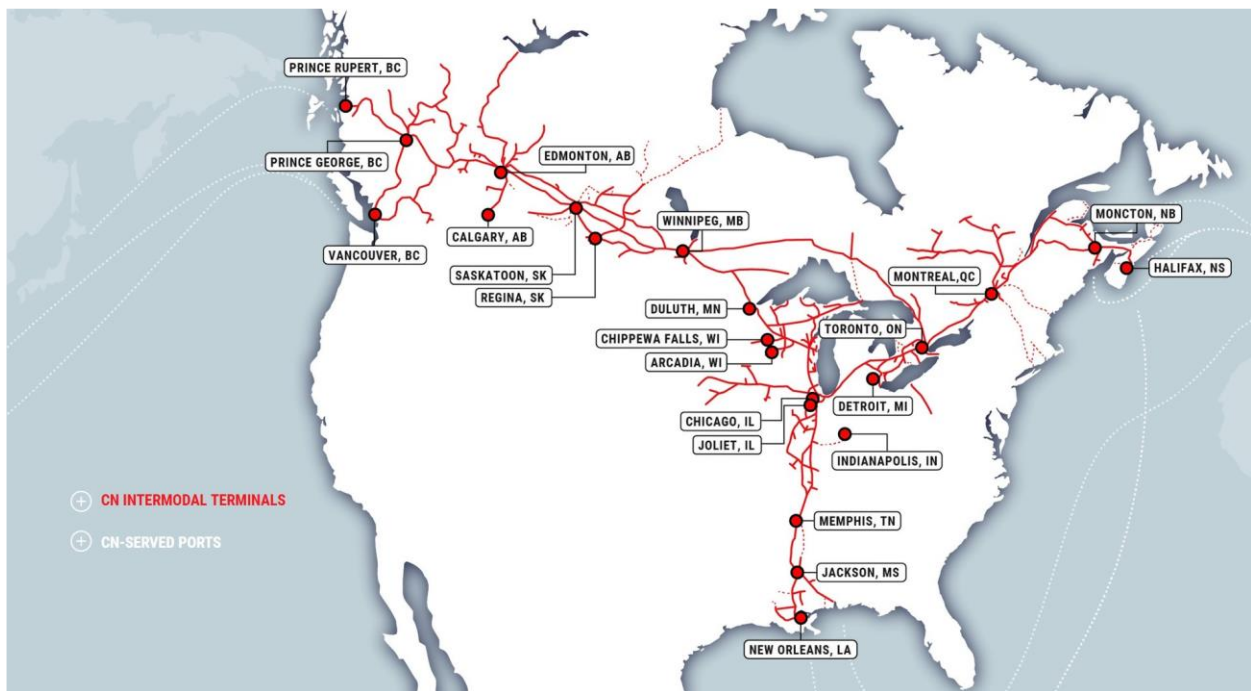 PRINCE RUPERT, BC
PRINCE GEORGE, BC
EDMONTON, AB
VANCOUVER, BC
CALGARY, AB
WINNIPEG, MB
MONCTON, NB
SASKATOON, SK
REGINA, SK
MONTREAL,QC
HALIFAX, NS
DULUTH, MN
CHIPPEWA FALLS, WI
TORONTO, ON
ARCADIA, WI
CHICAGO, IL
DETROIT, MI
JOLIET, IL
INDIANAPOLIS, IN
CN INTERMODAL TERMINALS
CN-SERVED PORTS
MEMPHIS, TN
JACKSON, MS
NEW ORLEANS, LA